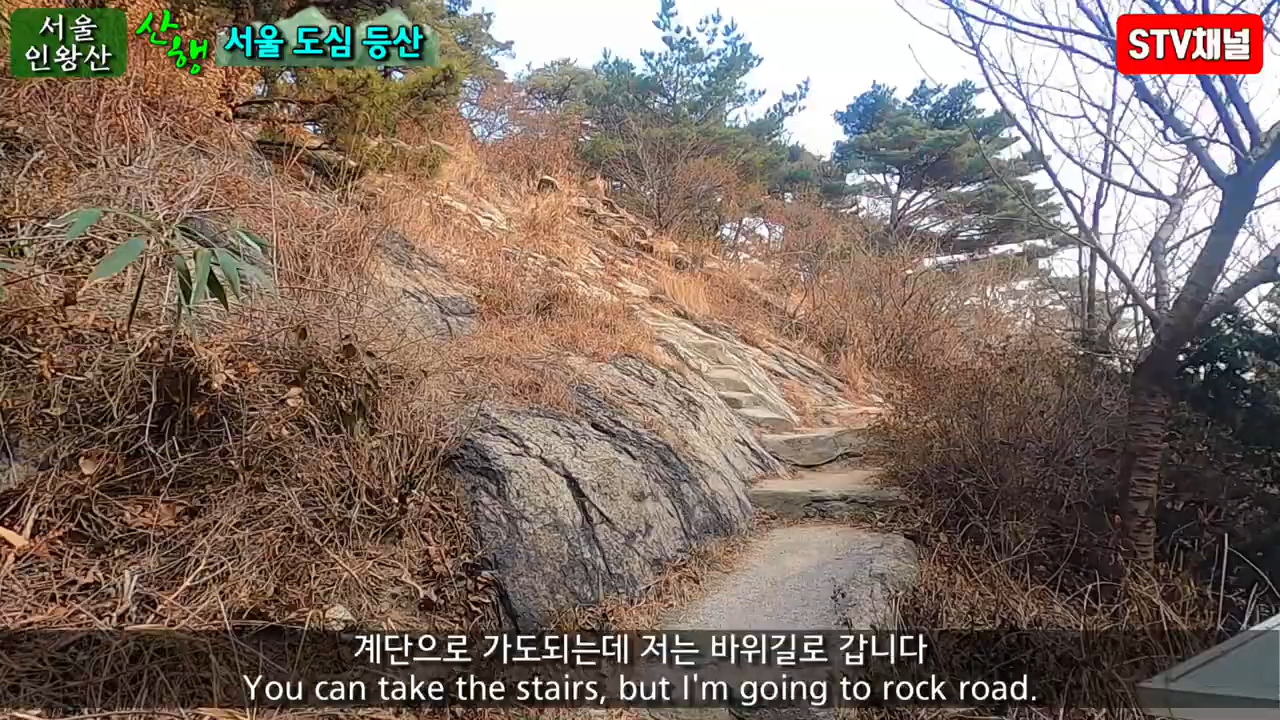 서울
인왕산
산행
서울 도심 등산
STV채널
계단으로 가도되는데 저는 바위길로 갑니다
You can take the stairs, but I'm going to rock road.